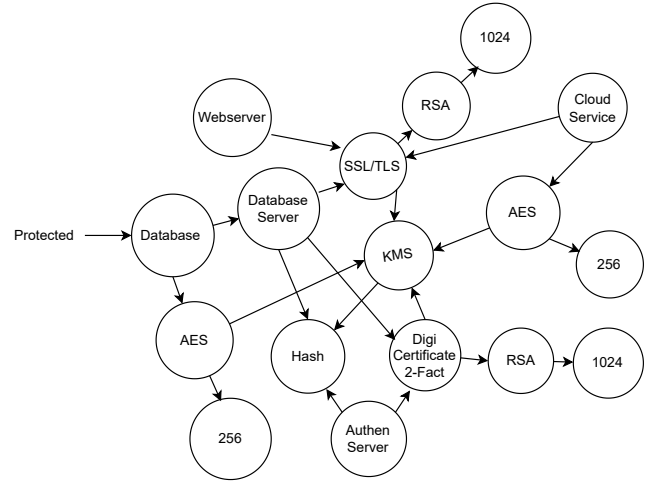 1024
RSA
Cloud
Service
Webserver
SSL/TLS
Database
Server
AES
Protected
Database
KMS
256
AES
Hash
Digi
Certificate
2-Fact
RSA
1024
256
Authen
Server